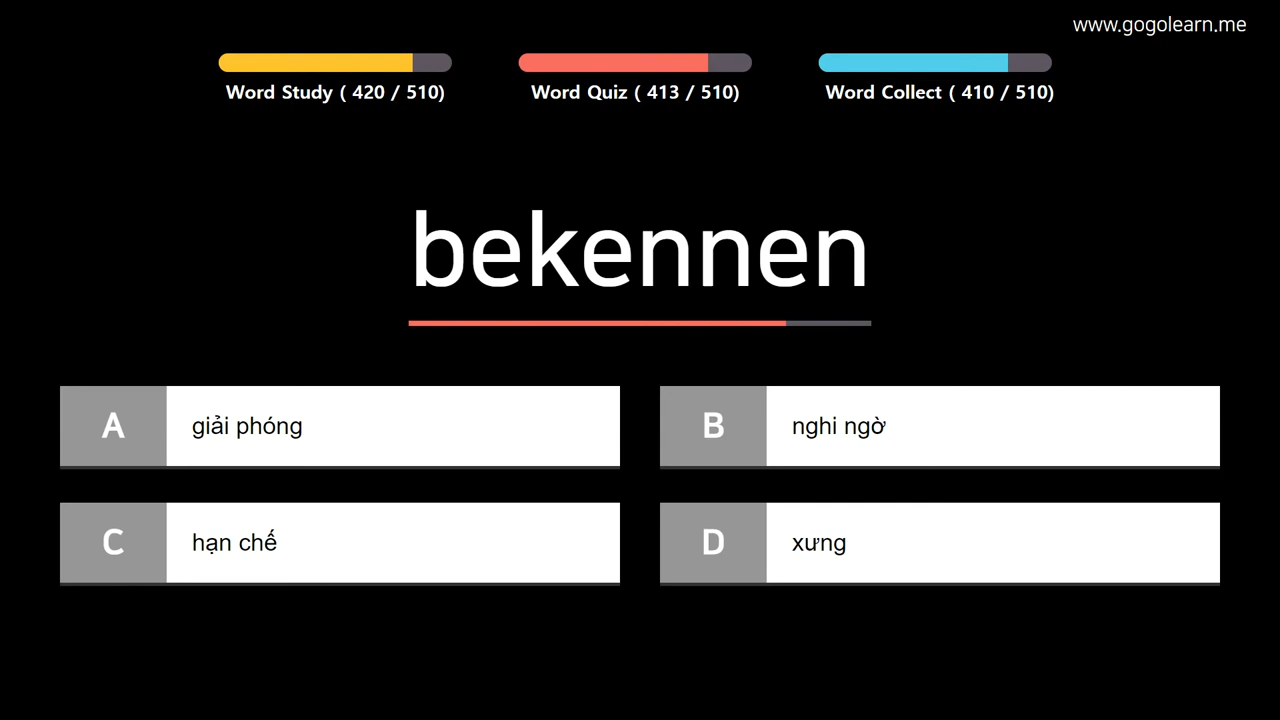 www.gogolearn.me
Word Study ( 420 / 510)
Word Quiz ( 413 / 510)
Word Collect ( 410 / 510)
bekennen
A giải phóng
B nghi ngờ
C hạn chế
D xưng